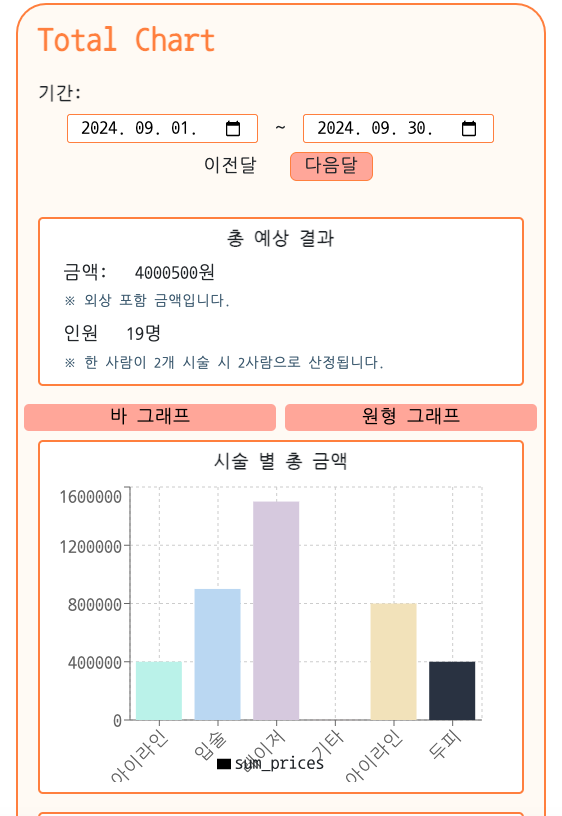 Total Chart
기간:
2024. 09. 01. ~ 2024. 09. 30.
이전달 다음달
총 예상 결과
금액: 4000500원
※ 외상 포함 금액입니다.
인원 19명
※ 한 사람이 2개 시술 시 2사람으로 산정됩니다.
바 그래프 원형 그래프
시술 별 총 금액
1600000
1200000
800000
400000
0
아이라인 입술 레이저 기타 아이라인 두피
sum_prices